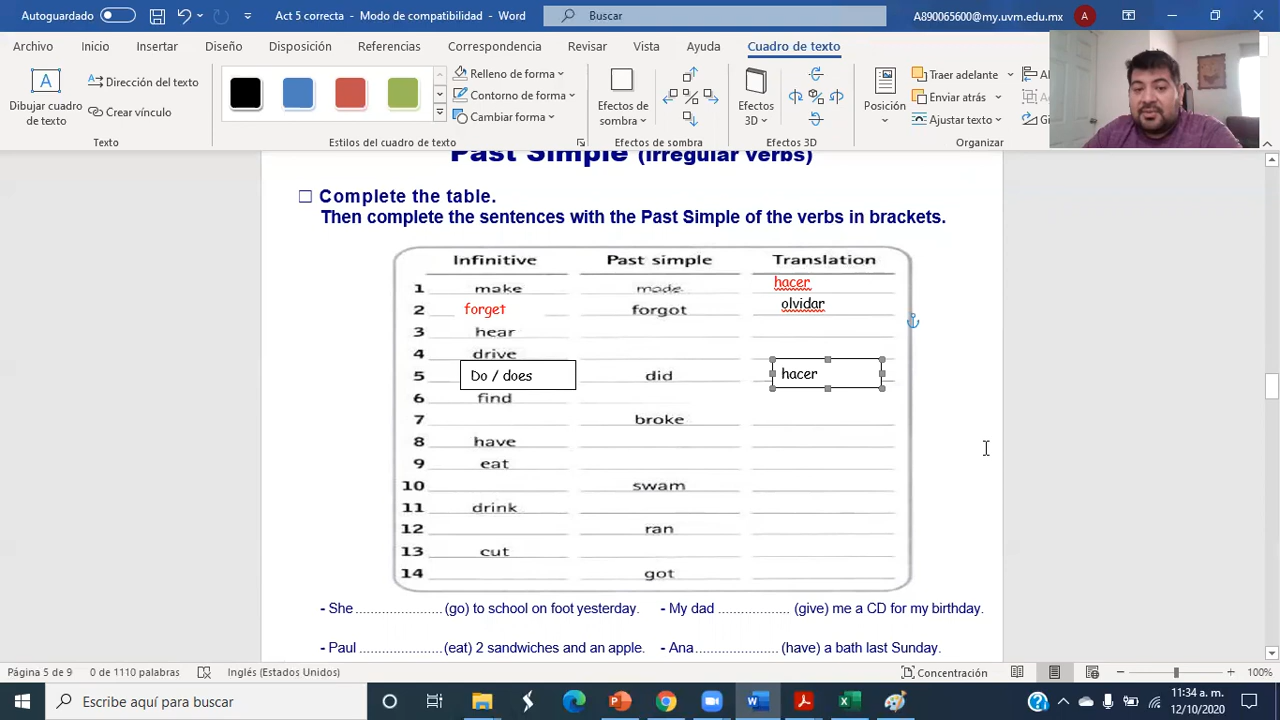 Autoguardado Act 5 correcta - Modo de compatibilidad - Word Buscar A890065600@my.uvm.edu.mx A
Archivo Inicio Insertar Diseño Disposición Referencias Correspondencia Revisar Vista Ayuda Cuadro de texto
Dibujar cuadro de texto
Dirección del texto
Crear vínculo
Relleno de forma
Contorno de forma
Cambiar forma
Efectos de sombra
Efectos 3D
Posición
Traer adelante
Enviar atrás
Ajustar texto
Texto Estilos del cuadro de texto Efectos de sombra Efectos 3D Organizar
Past Simple (irregular verbs)
Complete the table.
Then complete the sentences with the Past Simple of the verbs in brackets.
Infinitive Past simple Translation
1 make made hacer
2 forget forgot olvidar
3 hear
4 drive
5 Do / does did hacer
6 find
7 broke
8 have
9 eat
10 swam
11 drink
12 ran
13 cut
14 got
- She ...................... (go) to school on foot yesterday. - My dad .................. (give) me a CD for my birthday.
- Paul ..................... (eat) 2 sandwiches and an apple. - Ana..................... (have) a bath last Sunday.
Página 5 de 9 0 de 1110 palabras Inglés (Estados Unidos) Concentración 100%
Escribe aquí para buscar
11:34 a. m.
12/10/2020